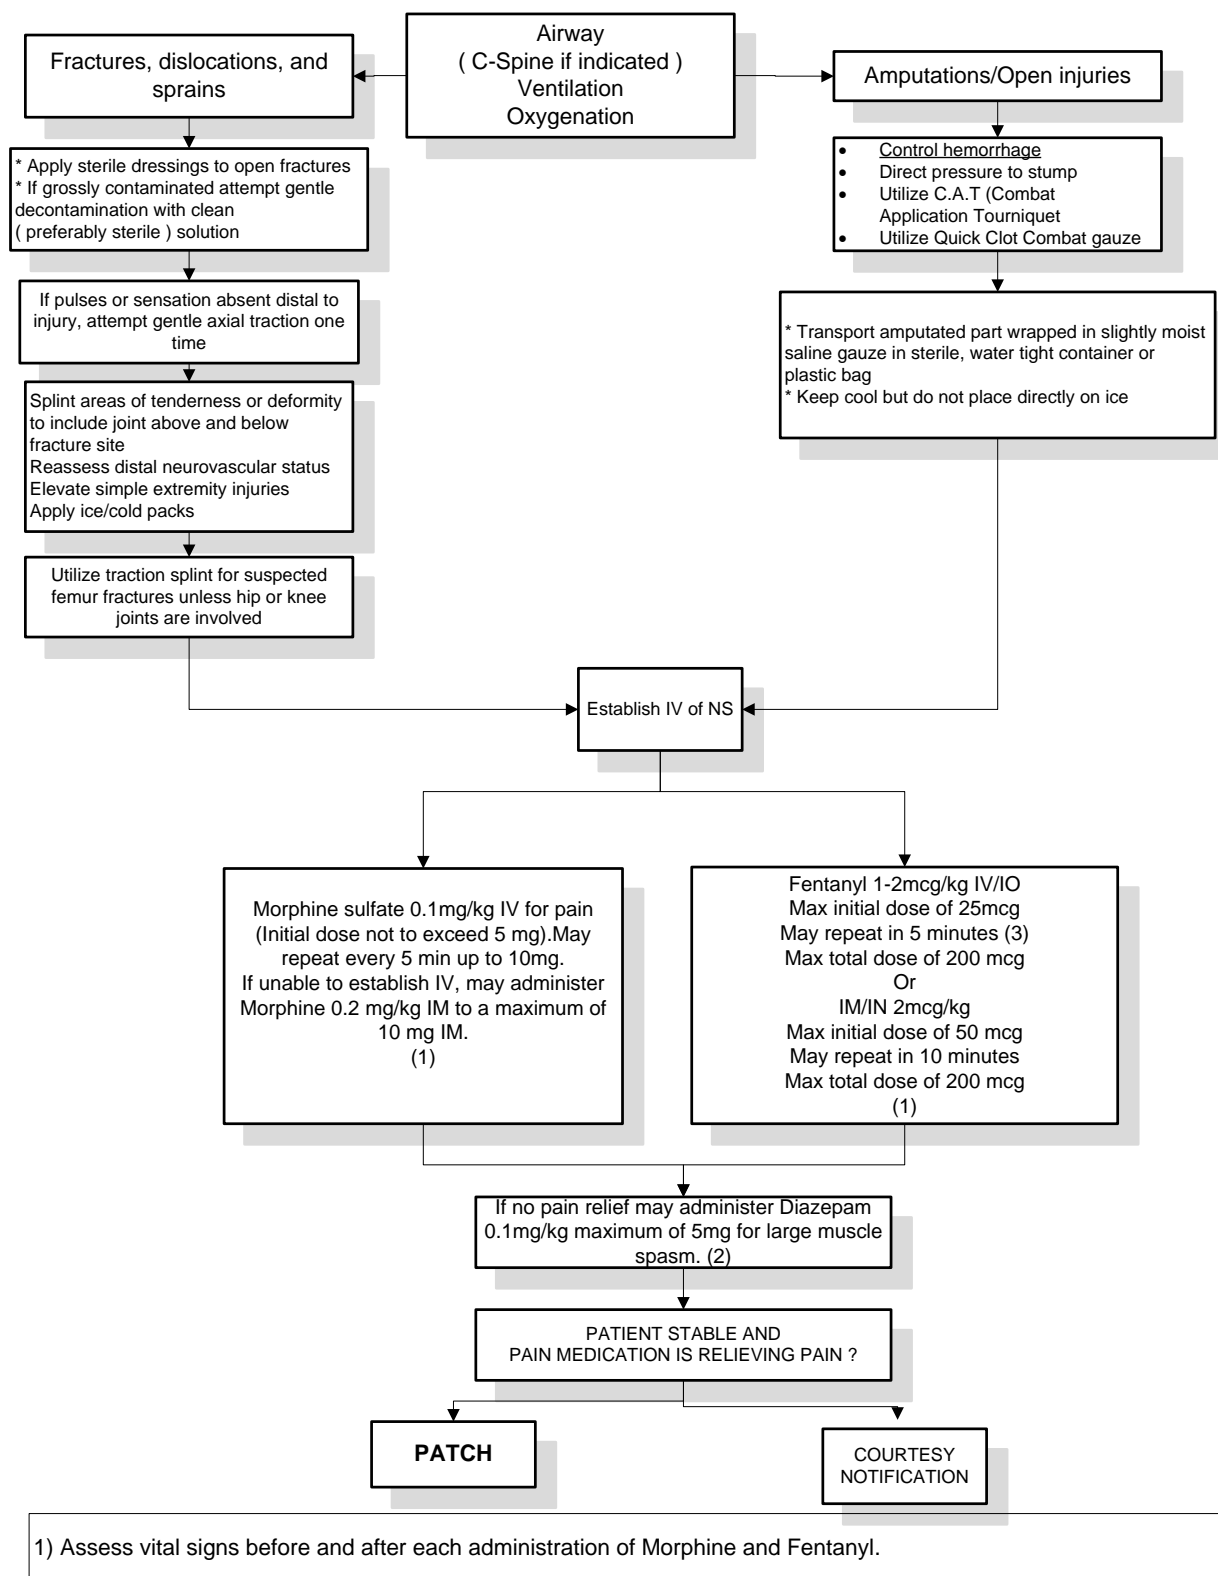 Airway
( C-Spine if indicated )
Ventilation
Oxygenation
Fractures, dislocations, and
sprains
* Apply sterile dressings to open fractures
* If grossly contaminated attempt gentle
decontamination with clean
( preferably sterile ) solution
If pulses or sensation absent distal to
injury, attempt gentle axial traction one
time
Splint areas of tenderness or deformity
to include joint above and below
fracture site
Reassess distal neurovascular status
Elevate simple extremity injuries
Apply ice/cold packs
Utilize traction splint for suspected
femur fractures unless hip or knee
joints are involved
Amputations/Open injuries
• Control hemorrhage
• Direct pressure to stump
• Utilize C.A.T (Combat
Application Tourniquet
• Utilize Quick Clot Combat gauze
* Transport amputated part wrapped in slightly moist
saline gauze in sterile, water tight container or
plastic bag
* Keep cool but do not place directly on ice
Establish IV of NS
Morphine sulfate 0.1mg/kg IV for pain
(Initial dose not to exceed 5 mg).May
repeat every 5 min up to 10mg.
If unable to establish IV, may administer
Morphine 0.2 mg/kg IM to a maximum of
10 mg IM.
(1)
Fentanyl 1-2mcg/kg IV/IO
Max initial dose of 25mcg
May repeat in 5 minutes (3)
Max total dose of 200 mcg
Or
IM/IN 2mcg/kg
Max initial dose of 50 mcg
May repeat in 10 minutes
Max total dose of 200 mcg
(1)
If no pain relief may administer Diazepam
0.1mg/kg maximum of 5mg for large muscle
spasm. (2)
PATIENT STABLE AND
PAIN MEDICATION IS RELIEVING PAIN ?
PATCH
COURTESY
NOTIFICATION
1) Assess vital signs before and after each administration of Morphine and Fentanyl.